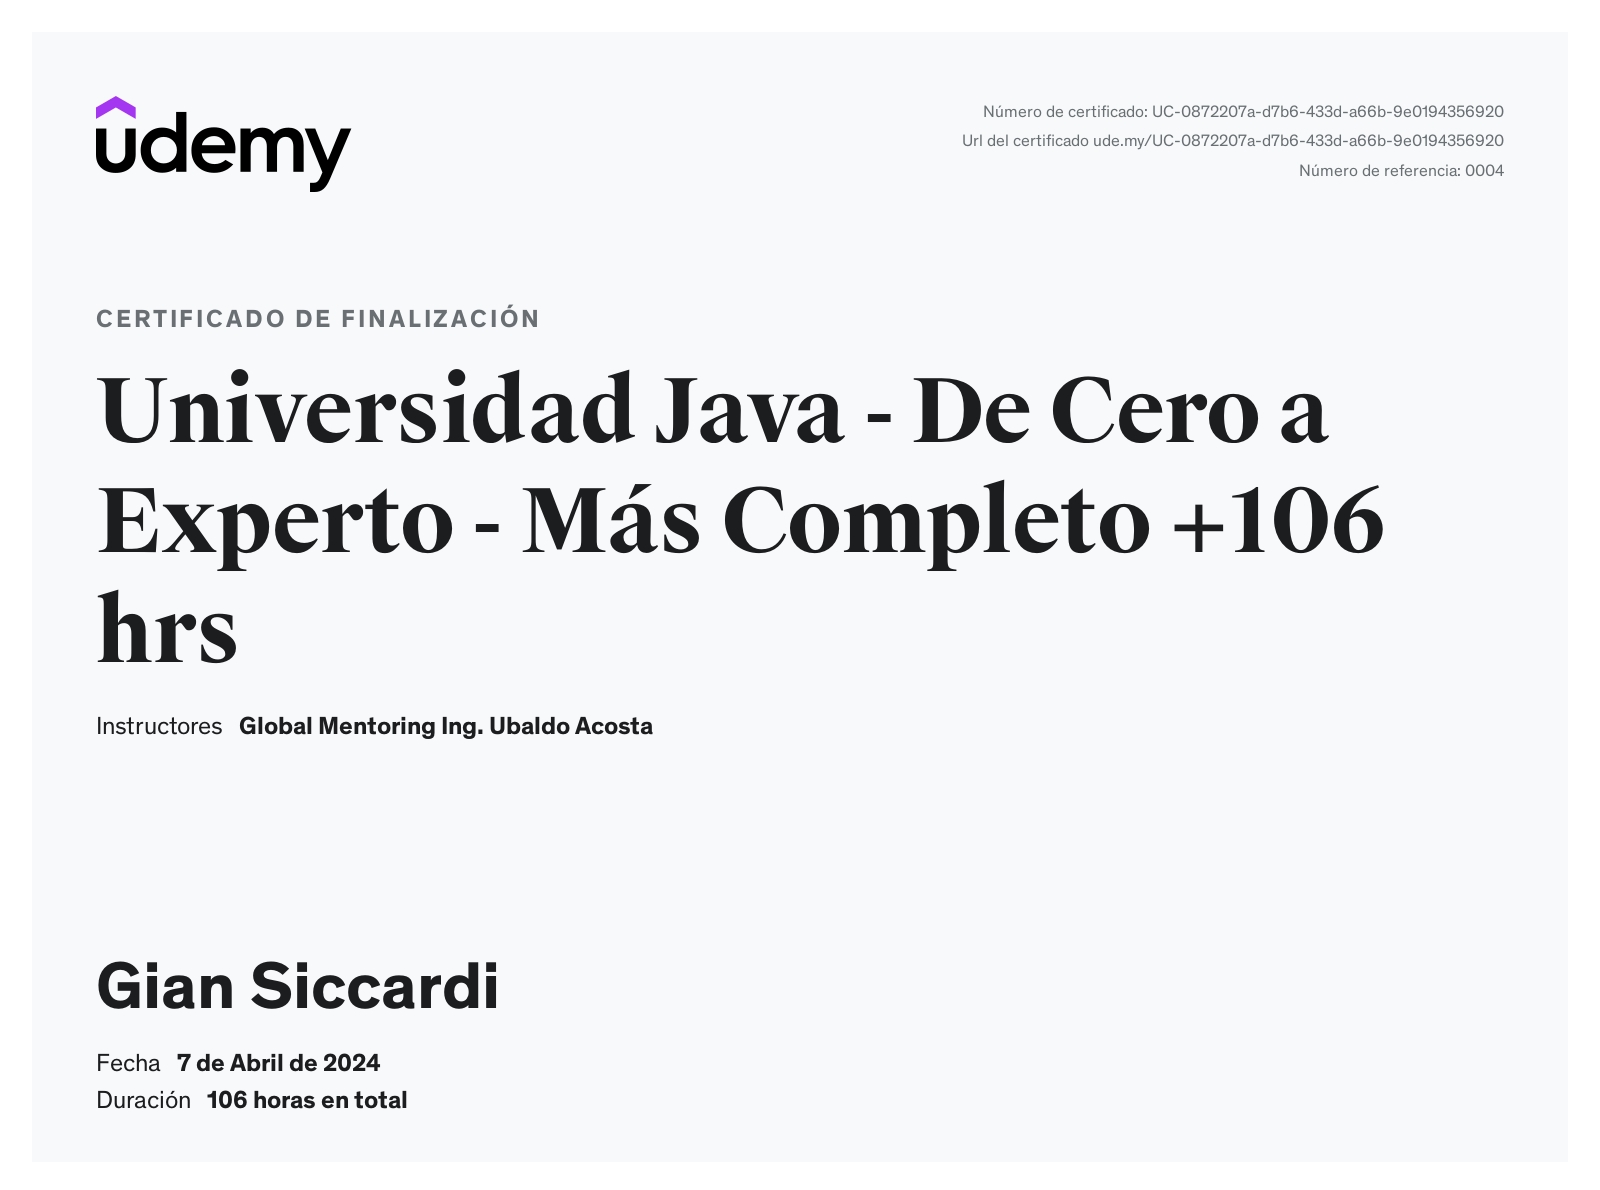 udemy
Número de certificado: UC-0872207a-d7b6-433d-a66b-9e0194356920
Url del certificado ude.my/UC-0872207a-d7b6-433d-a66b-9e0194356920
Número de referencia: 0004
CERTIFICADO DE FINALIZACIÓN
Universidad Java - De Cero a
Experto - Más Completo +106
hrs
Instructores Global Mentoring Ing. Ubaldo Acosta
Gian Siccardi
Fecha 7 de Abril de 2024
Duración 106 horas en total